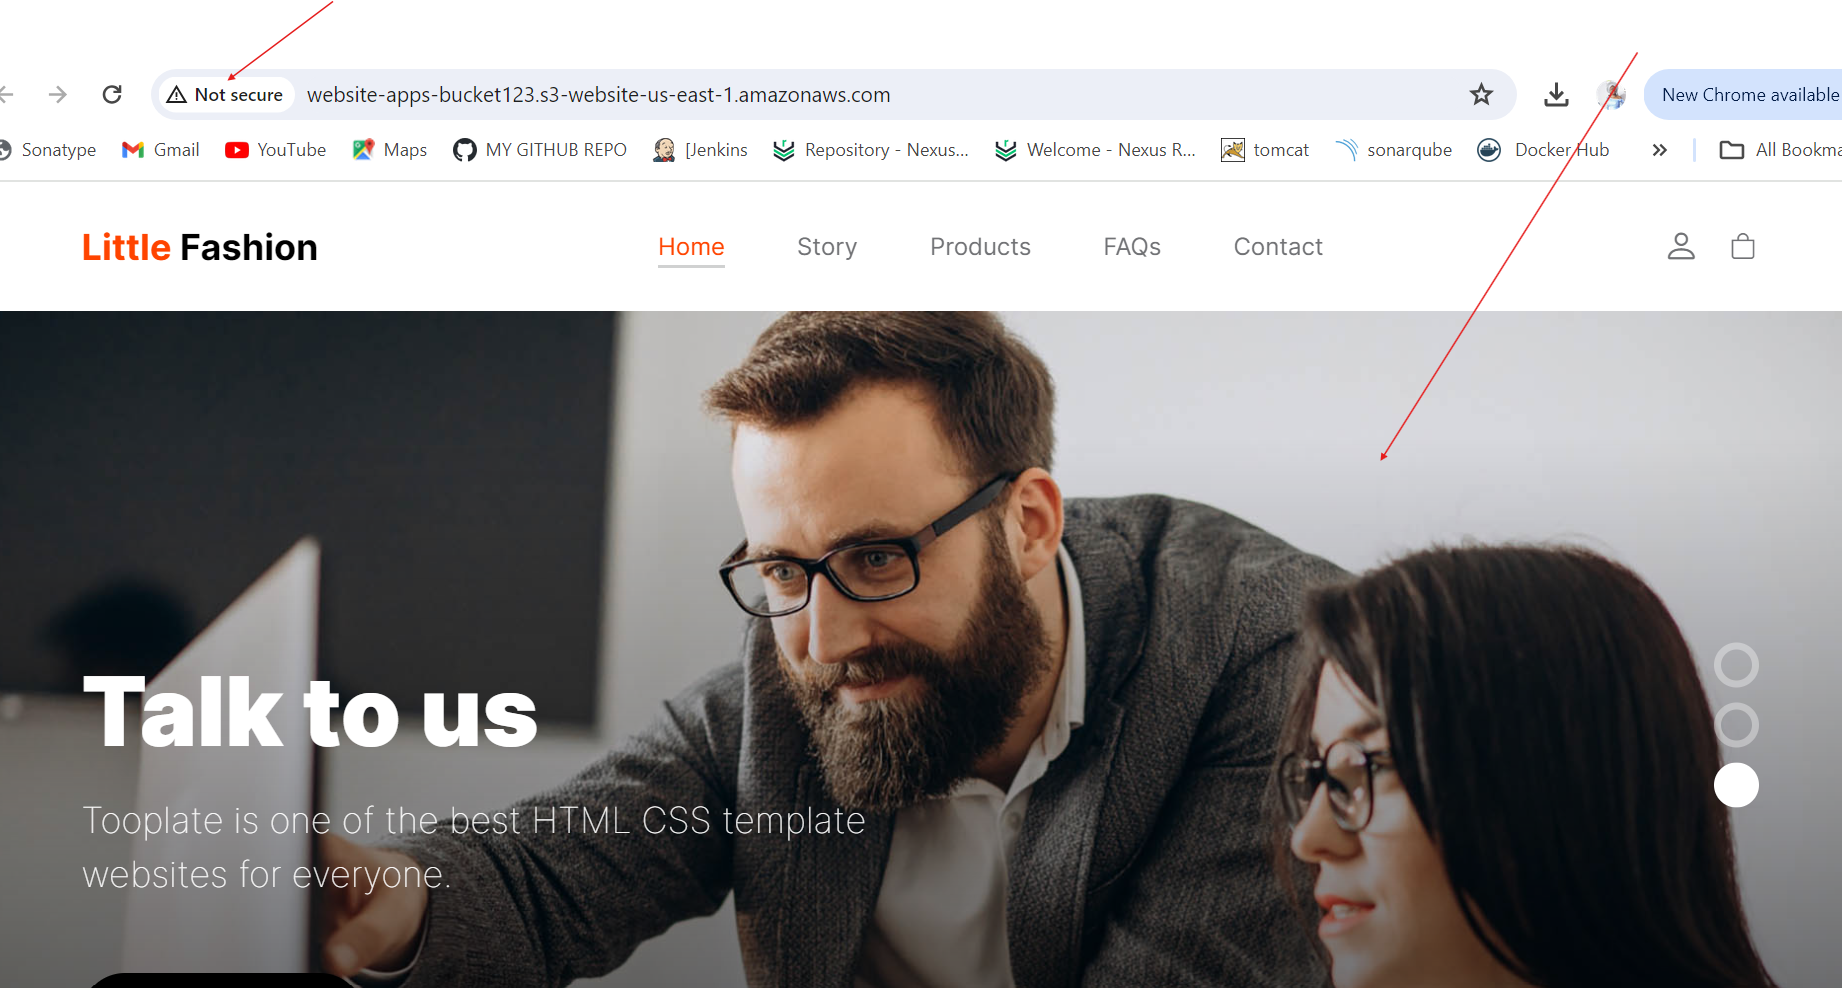 Not secure website-apps-bucket123.s3-website-us-east-1.amazonaws.com New Chrome available
Sonatype Gmail YouTube Maps MY GITHUB REPO [Jenkins Repository - Nexus... Welcome - Nexus R... tomcat sonarqube Docker Hub » All Bookma
Little Fashion Home Story Products FAQs Contact
Talk to us
Tooplate is one of the best HTML CSS template
websites for everyone.